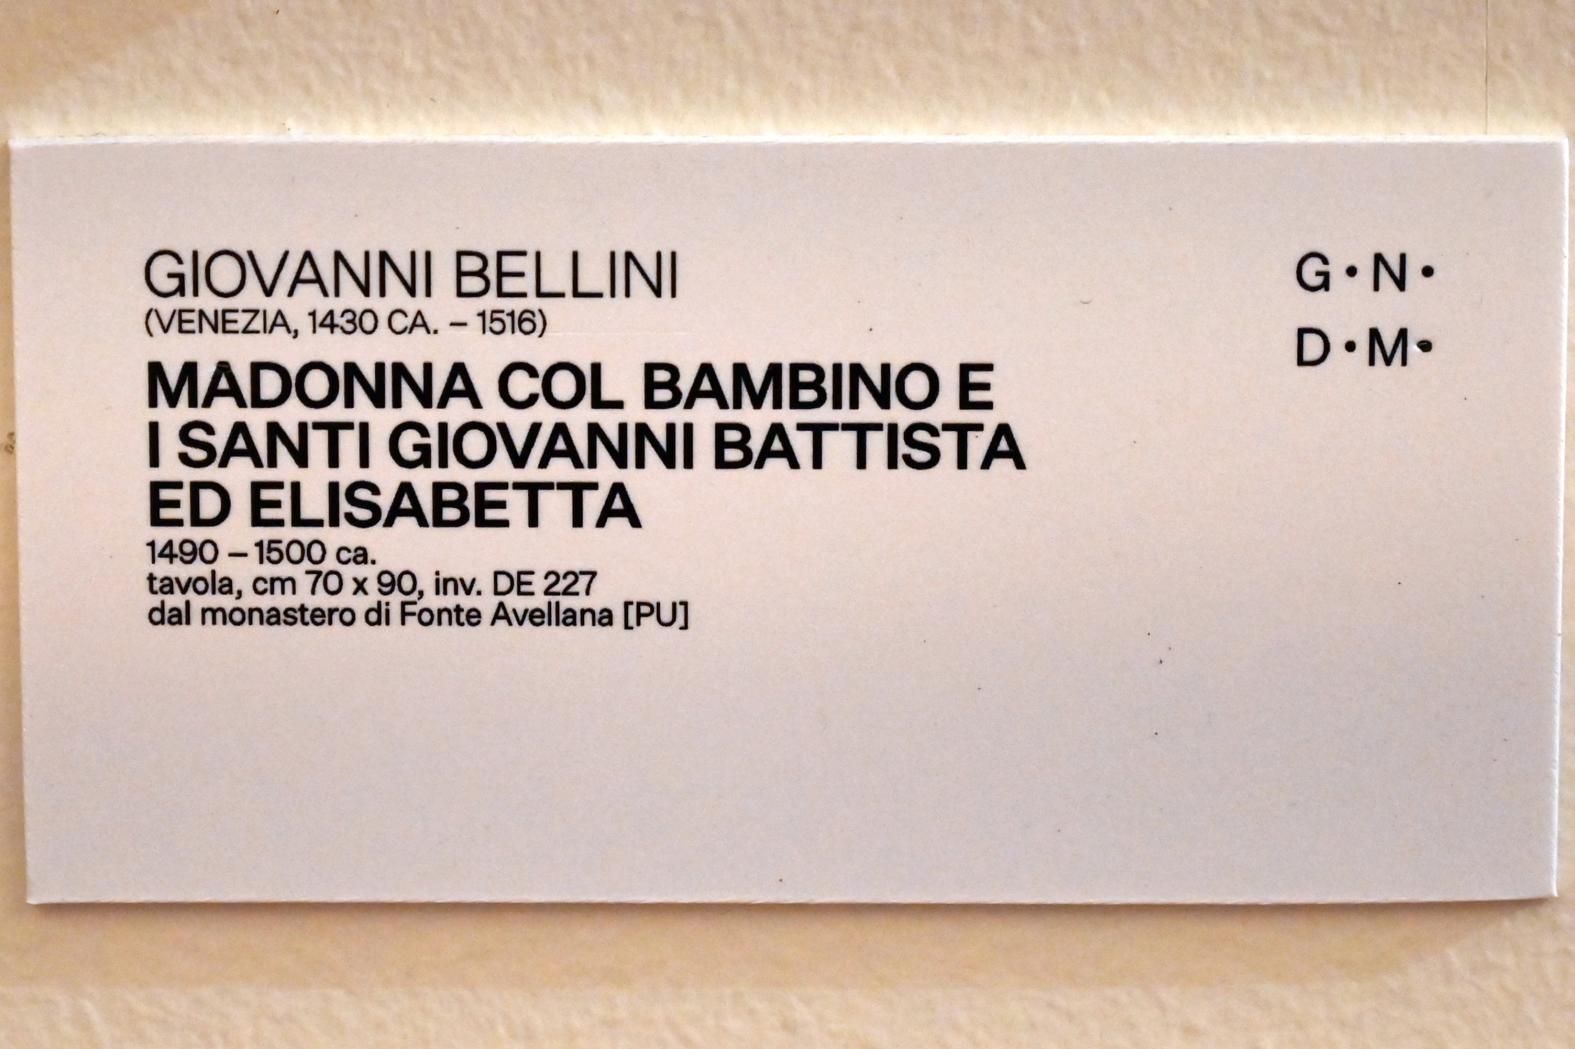 GIOVANNI BELLINI
(VENEZIA, 1430 CA. – 1516)
MADONNA COL BAMBINO E
I SANTI GIOVANNI BATTISTA
ED ELISABETTA
1490 – 1500 ca.
tavola, cm 70 x 90, inv. DE 227
dal monastero di Fonte Avellana [PU]
G·N·
D·M·